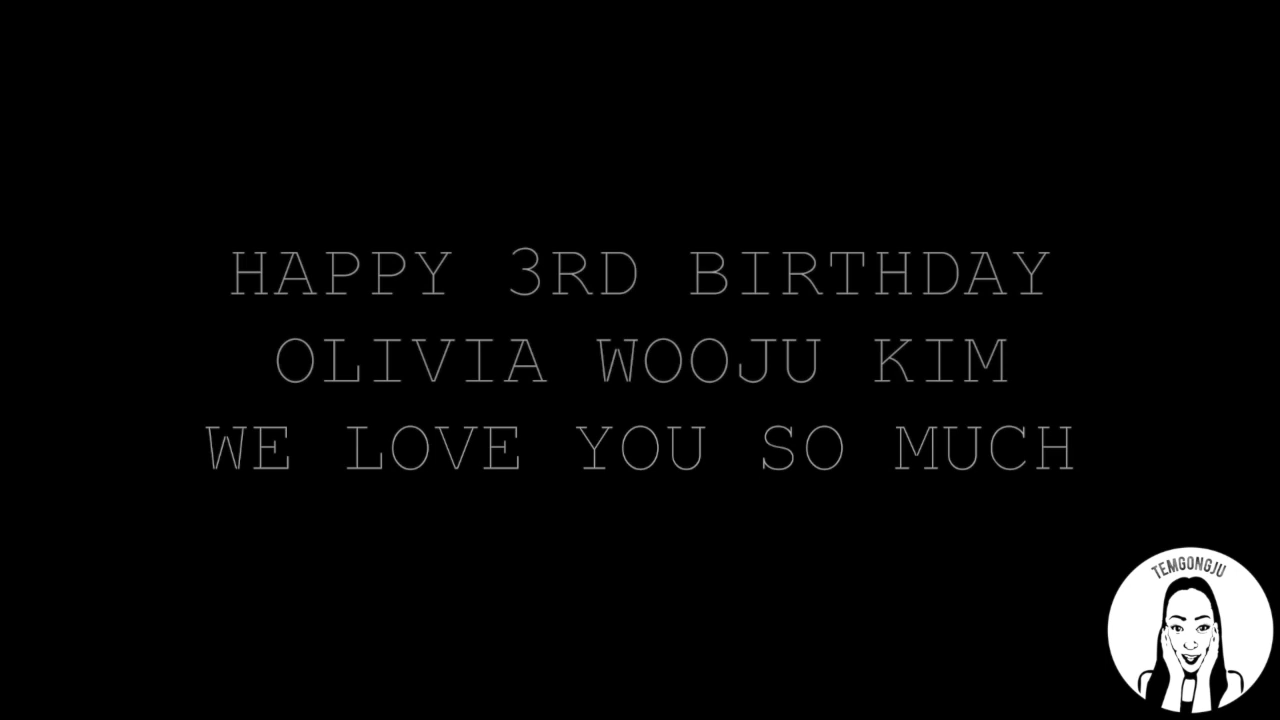 HAPPY 3RD BIRTHDAY
OLIVIA WOOJU KIM
WE LOVE YOU SO MUCH
TEMGONGJU